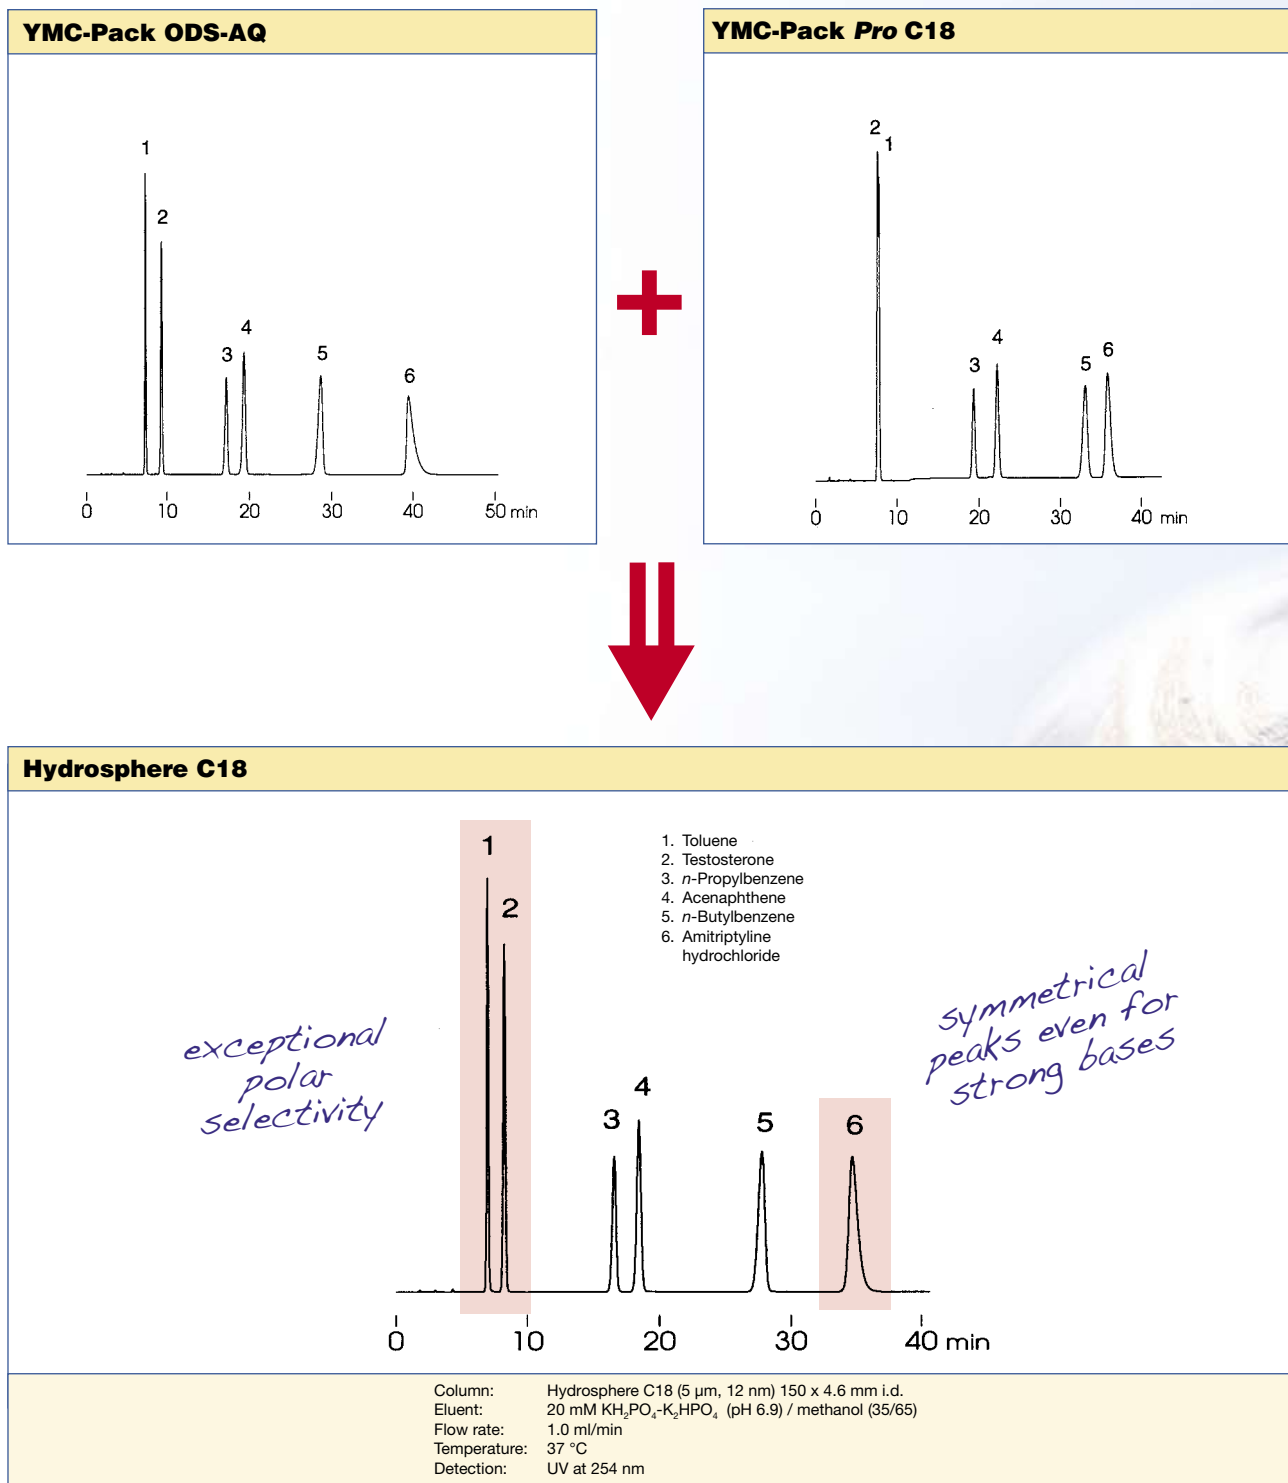 YMC-Pack ODS-AQ
1
2
3
4
5
6
0 10 20 30 40 50 min
YMC-Pack Pro C18
2
1
3
4
5
6
0 10 20 30 40 min
Hydrosphere C18
1
2
3
4
5
6
1. Toluene
2. Testosterone
3. n-Propylbenzene
4. Acenaphthene
5. n-Butylbenzene
6. Amitriptyline
hydrochloride
exceptional
polar
selectivity
symmetrical
peaks even for
strong bases
0 10 20 30 40 min
Column: Hydrosphere C18 (5 µm, 12 nm) 150 x 4.6 mm i.d.
Eluent: 20 mM KH₂PO₄-K₂HPO₄ (pH 6.9) / methanol (35/65)
Flow rate: 1.0 ml/min
Temperature: 37 °C
Detection: UV at 254 nm